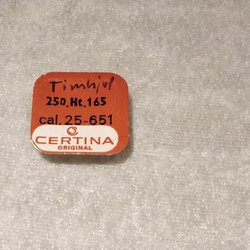 Timhjul
250.Ht.165
cal. 25-651
CERTINA
ORIGINAL